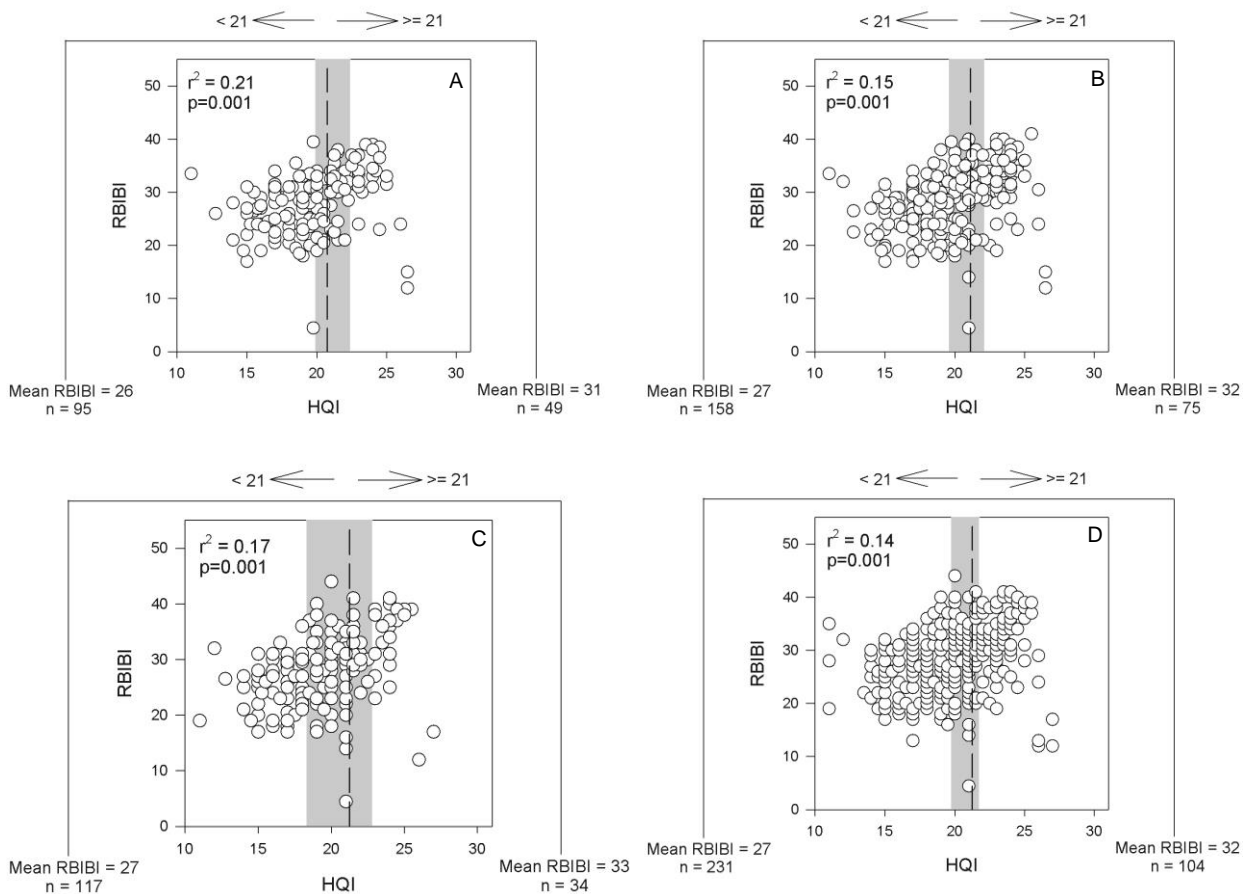 < 21 >= 21
r² = 0.21
p=0.001
A
50
40
30
20
10
0
RBIBI
10 15 20 25 30
HQI
Mean RBIBI = 26
n = 95
Mean RBIBI = 31
n = 49
< 21 >= 21
r² = 0.15
p=0.001
B
50
40
30
20
10
0
RBIBI
10 15 20 25 30
HQI
Mean RBIBI = 27
n = 158
Mean RBIBI = 32
n = 75
< 21 >= 21
r² = 0.17
p=0.001
C
50
40
30
20
10
0
RBIBI
10 15 20 25 30
HQI
Mean RBIBI = 27
n = 117
Mean RBIBI = 33
n = 34
< 21 >= 21
r² = 0.14
p=0.001
D
50
40
30
20
10
0
RBIBI
10 15 20 25 30
HQI
Mean RBIBI = 27
n = 231
Mean RBIBI = 32
n = 104